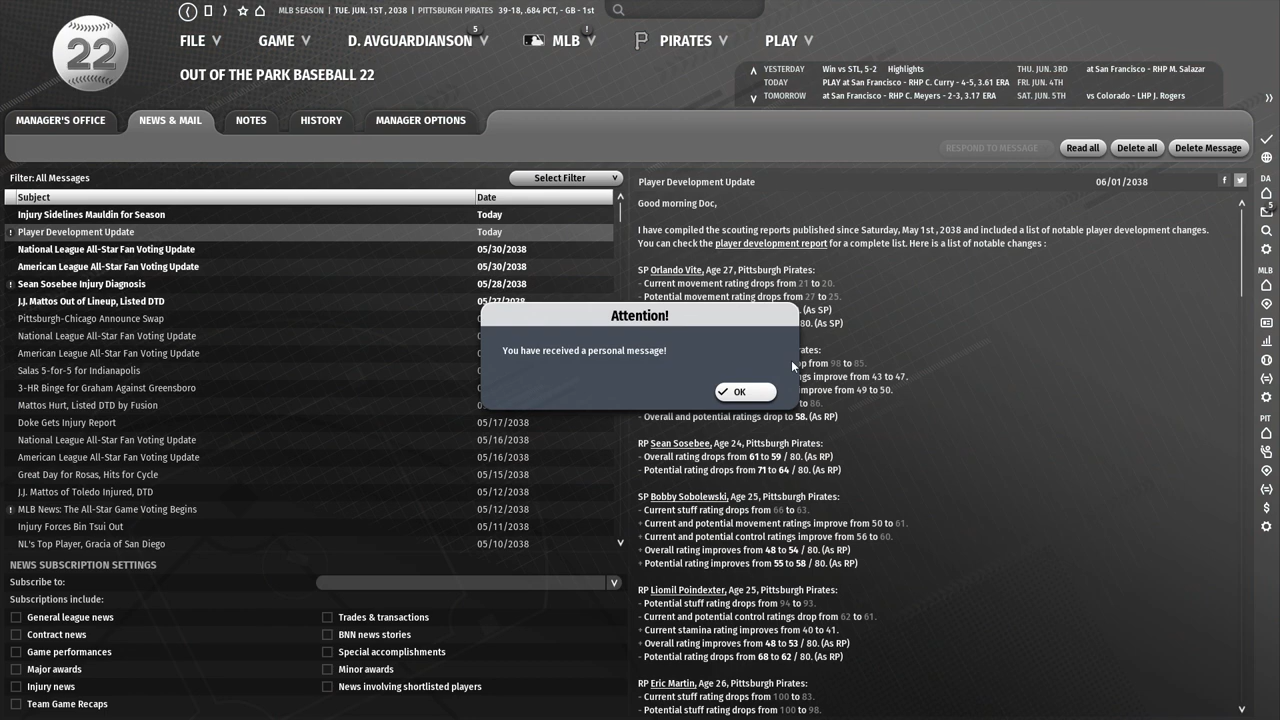 MLB SEASON | TUE. JUN. 1ST , 2038 | PITTSBURGH PIRATES 39-18, .684 PCT, - GB - 1st
22
FILE
GAME
D. AVGUARDIANSON
5
MLB
!
P
PIRATES
PLAY
OUT OF THE PARK BASEBALL 22
YESTERDAY Win vs STL, 5-2 Highlights THU. JUN. 3RD at San Francisco - RHP M. Salazar
TODAY PLAY at San Francisco - RHP C. Curry - 4-5, 3.61 ERA FRI. JUN. 4TH
TOMORROW at San Francisco - RHP C. Meyers - 2-3, 3.17 ERA SAT. JUN. 5TH vs Colorado - LHP J. Rogers
MANAGER'S OFFICE
NEWS & MAIL
NOTES
HISTORY
MANAGER OPTIONS
RESPOND TO MESSAGE
Read all
Delete all
Delete Message
Filter: All Messages
Select Filter
Subject Date
Injury Sidelines Mauldin for Season Today
! Player Development Update Today
National League All-Star Fan Voting Update 05/30/2038
American League All-Star Fan Voting Update 05/30/2038
! Sean Sosebee Injury Diagnosis 05/28/2038
J.J. Mattos Out of Lineup, Listed DTD 05/27/2038
Pittsburgh-Chicago Announce Swap
National League All-Star Fan Voting Update
American League All-Star Fan Voting Update
Salas 5-for-5 for Indianapolis
3-HR Binge for Graham Against Greensboro
Mattos Hurt, Listed DTD by Fusion
Doke Gets Injury Report 05/17/2038
National League All-Star Fan Voting Update 05/16/2038
American League All-Star Fan Voting Update 05/16/2038
Great Day for Rosas, Hits for Cycle 05/15/2038
J.J. Mattos of Toledo Injured, DTD 05/12/2038
! MLB News: The All-Star Game Voting Begins 05/12/2038
Injury Forces Bin Tsui Out 05/11/2038
NL's Top Player, Gracia of San Diego 05/10/2038
NEWS SUBSCRIPTION SETTINGS
Subscribe to:
Subscriptions include:
General league news
Trades & transactions
Contract news
BNN news stories
Game performances
Special accomplishments
Major awards
Minor awards
Injury news
News involving shortlisted players
Team Game Recaps
Player Development Update 06/01/2038
f
Good morning Doc,
I have compiled the scouting reports published since Saturday, May 1st , 2038 and included a list of notable player development changes.
You can check the player development report for a complete list. Here is a list of notable changes :
SP Orlando Vite, Age 27, Pittsburgh Pirates:
- Current movement rating drops from 21 to 20.
- Potential movement rating drops from 27 to 25.
. (As SP)
80. (As SP)
rates:
op from 98 to 85.
ngs improve from 43 to 47.
improve from 49 to 50.
to 86.
- Overall and potential ratings drop to 58. (As RP)
RP Sean Sosebee, Age 24, Pittsburgh Pirates:
- Overall rating drops from 61 to 59 / 80. (As RP)
- Potential rating drops from 71 to 64 / 80. (As RP)
SP Bobby Sobolewski, Age 25, Pittsburgh Pirates:
- Current stuff rating drops from 66 to 63.
+ Current and potential movement ratings improve from 50 to 61.
+ Current and potential control ratings improve from 56 to 60.
+ Overall rating improves from 48 to 54 / 80. (As RP)
+ Potential rating improves from 55 to 58 / 80. (As RP)
RP Liomil Poindexter, Age 25, Pittsburgh Pirates:
- Potential stuff rating drops from 94 to 93.
- Current and potential control ratings drop from 62 to 61.
+ Current stamina rating improves from 40 to 41.
+ Overall rating improves from 48 to 53 / 80. (As RP)
- Potential rating drops from 68 to 62 / 80. (As RP)
RP Eric Martin, Age 26, Pittsburgh Pirates:
- Current stuff rating drops from 100 to 83.
- Potential stuff rating drops from 100 to 98.
Attention!
You have received a personal message!
OK
DA
5
MLB
PIT
$